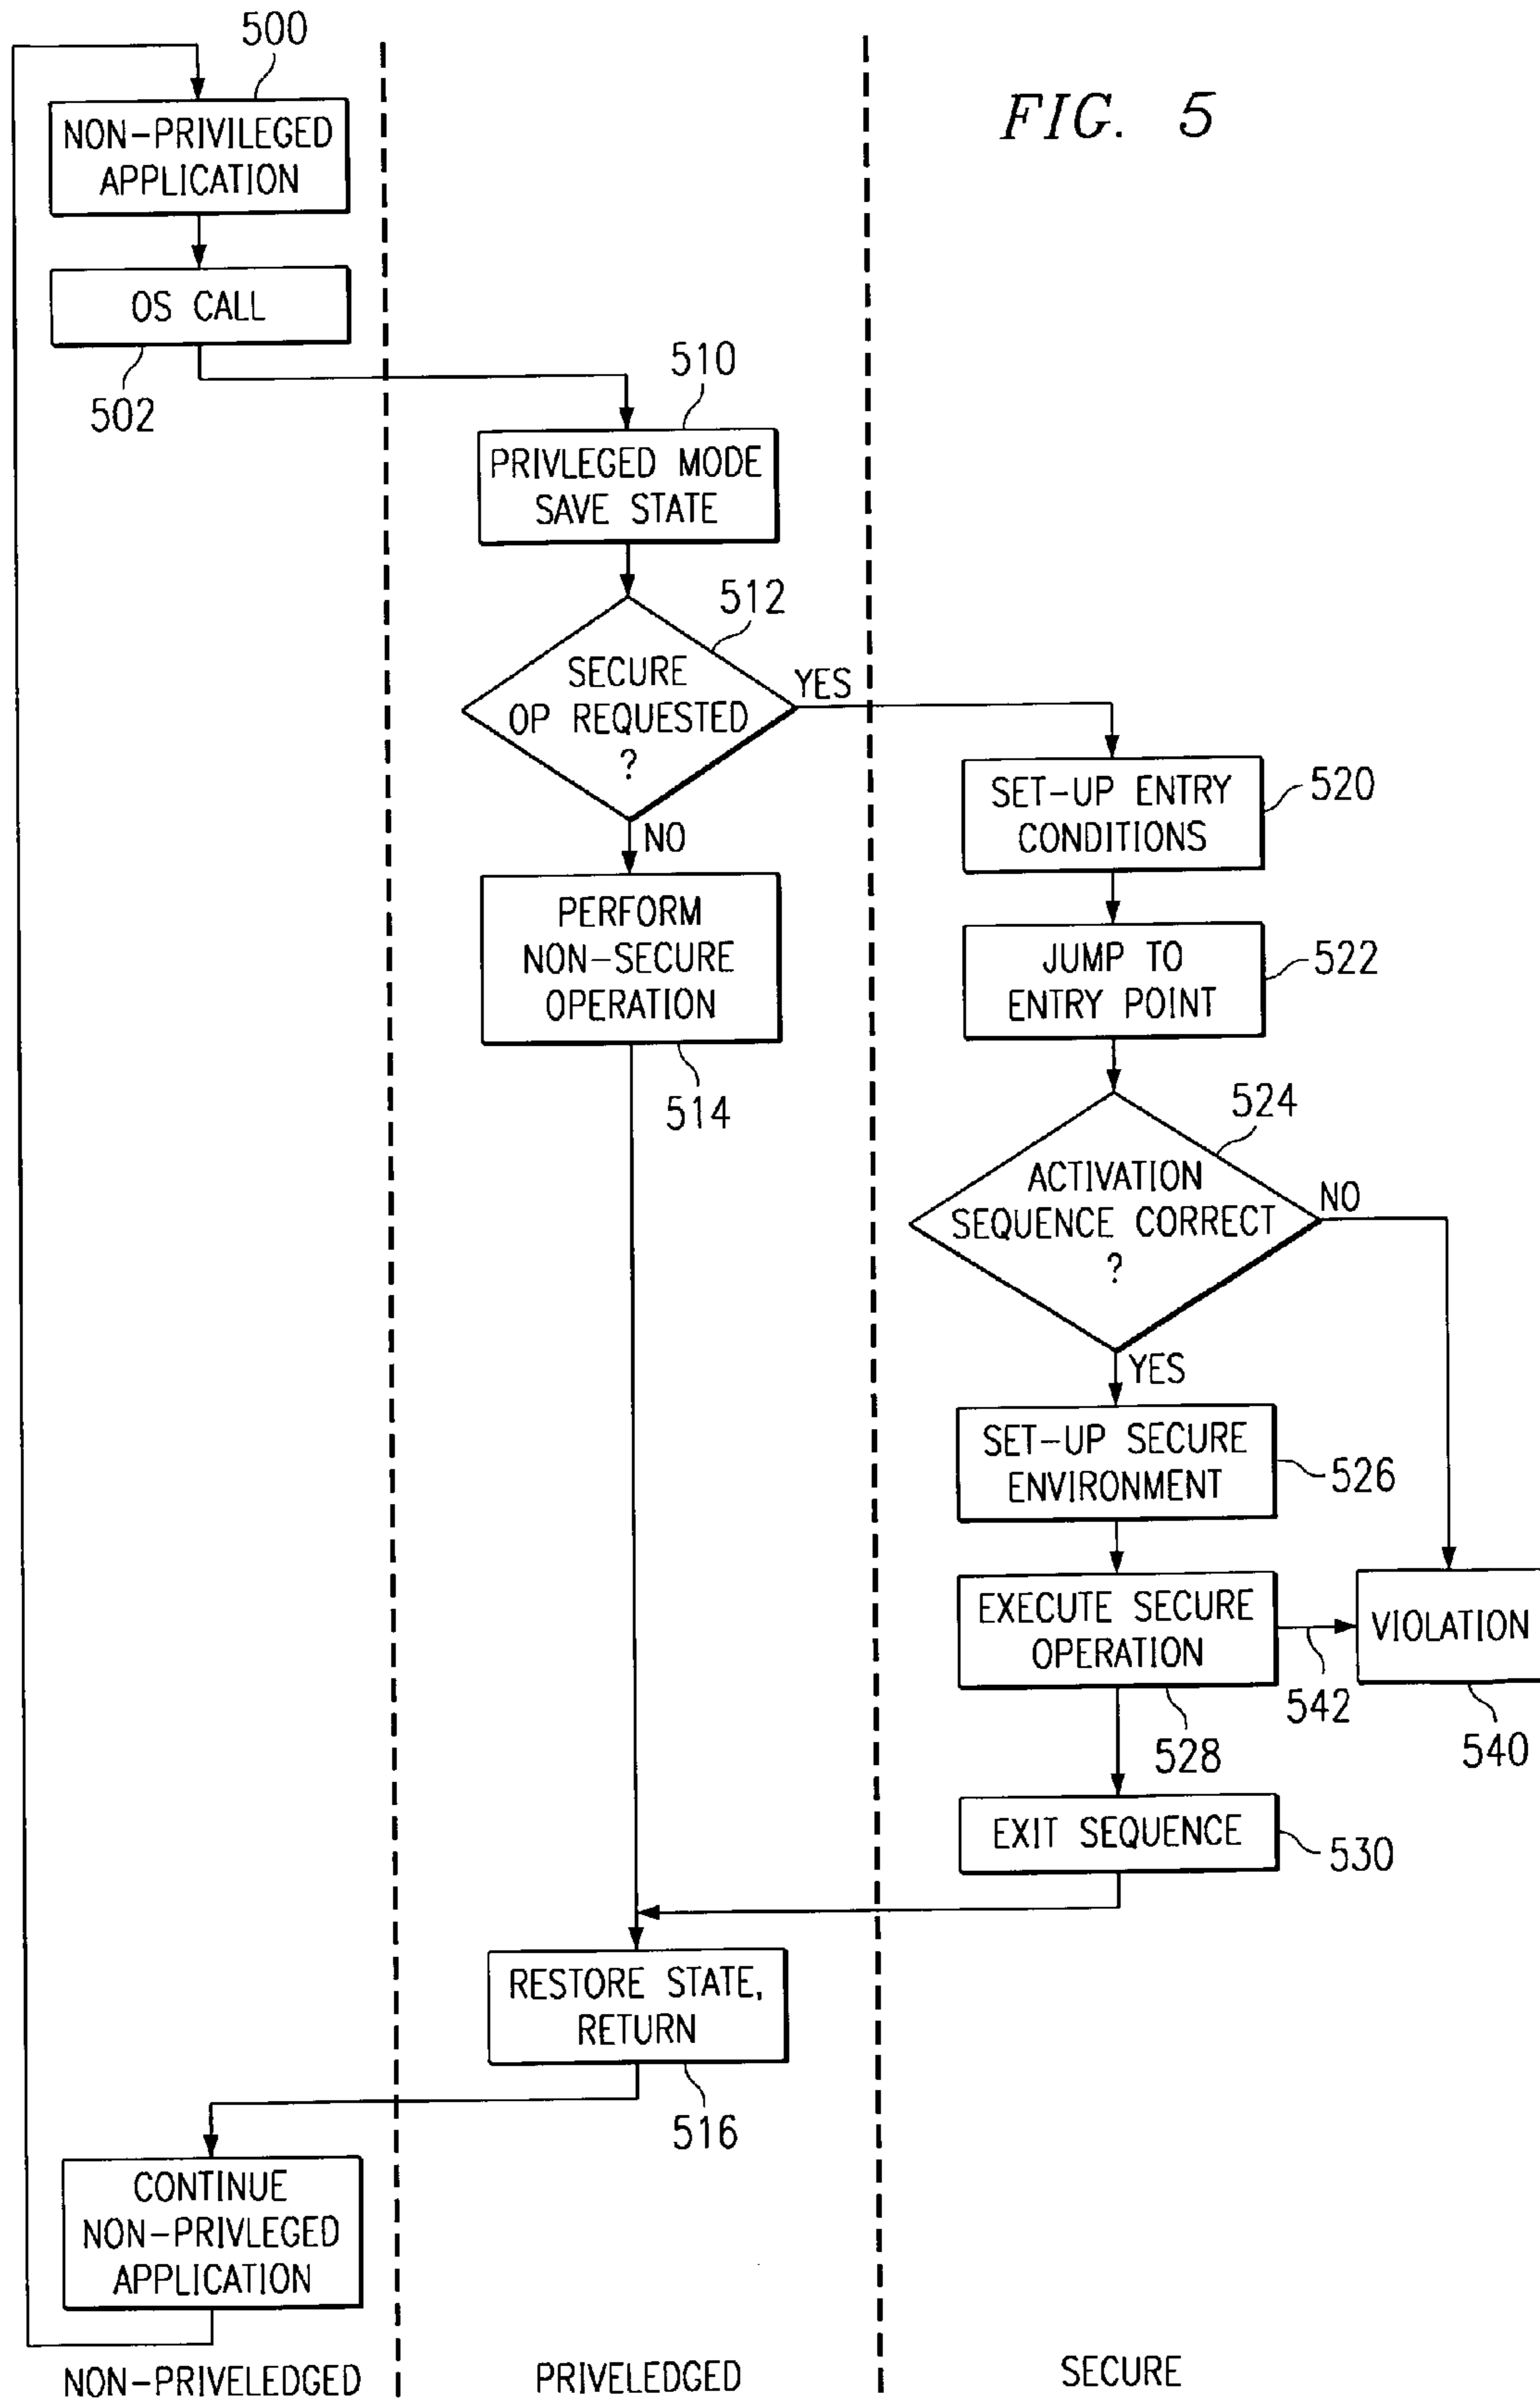 FIG. 5
500
NON-PRIVILEGED
APPLICATION
OS CALL
502
510
PRIVLEGED MODE
SAVE STATE
512
SECURE
OP REQUESTED
?
YES
NO
PERFORM
NON-SECURE
OPERATION
514
SET-UP ENTRY
CONDITIONS
520
JUMP TO
ENTRY POINT
522
524
ACTIVATION
SEQUENCE CORRECT
?
NO
YES
SET-UP SECURE
ENVIRONMENT
526
EXECUTE SECURE
OPERATION
528
542
VIOLATION
540
EXIT SEQUENCE
530
RESTORE STATE,
RETURN
516
CONTINUE
NON-PRIVLEGED
APPLICATION
NON-PRIVELEDGED
PRIVELEDGED
SECURE